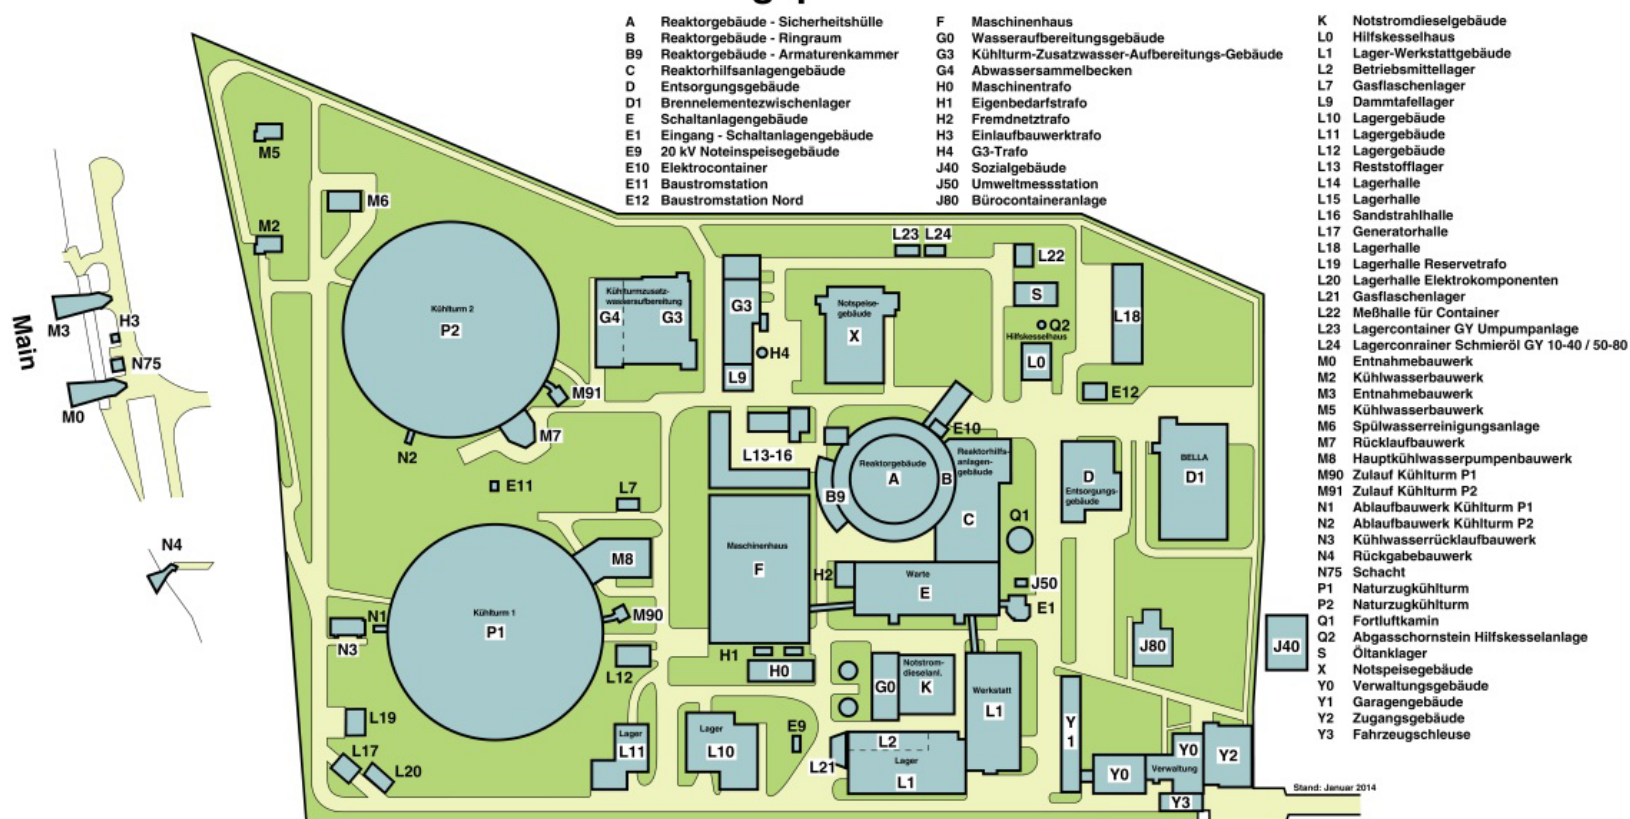 A Reaktorgebäude - Sicherheitshülle
B Reaktorgebäude - Ringraum
B9 Reaktorgebäude - Armaturenkammer
C Reaktorhilfsanlagengebäude
D Entsorgungsgebäude
D1 Brennelementezwischenlager
E Schaltanlagengebäude
E1 Eingang - Schaltanlagengebäude
E9 20 kV Noteinspeisegebäude
E10 Elektrocontainer
E11 Baustromstation
E12 Baustromstation Nord
F Maschinenhaus
G0 Wasseraufbereitungsgebäude
G3 Kühlturm-Zusatzwasser-Aufbereitungs-Gebäude
G4 Abwassersammelbecken
H0 Maschinentrafo
H1 Eigenbedarfstrafo
H2 Fremdnetztrafo
H3 Einlaufbauwerktrafo
H4 G3-Trafo
J40 Sozialgebäude
J50 Umweltmessstation
J80 Bürocontaineranlage
K Notstromdieselgebäude
L0 Hilfskesselhaus
L1 Lager-Werkstattgebäude
L2 Betriebsmittellager
L7 Gasflaschenlager
L9 Dammtafellager
L10 Lagergebäude
L11 Lagergebäude
L12 Lagergebäude
L13 Reststofflager
L14 Lagerhalle
L15 Lagerhalle
L16 Sandstrahlhalle
L17 Generatorhalle
L18 Lagerhalle
L19 Lagerhalle Reservetrafo
L20 Lagerhalle Elektrokomponenten
L21 Gasflaschenlager
L22 Meßhalle für Container
L23 Lagercontainer GY Umpumpanlage
L24 Lagerconrainer Schmieröl GY 10-40 / 50-80
M0 Entnahmebauwerk
M2 Kühlwasserbauwerk
M3 Entnahmebauwerk
M5 Kühlwasserbauwerk
M6 Spülwasserreinigungsanlage
M7 Rücklaufbauwerk
M8 Hauptkühlwasserpumpenbauwerk
M90 Zulauf Kühlturm P1
M91 Zulauf Kühlturm P2
N1 Ablaufbauwerk Kühlturm P1
N2 Ablaufbauwerk Kühlturm P2
N3 Kühlwasserrücklaufbauwerk
N4 Rückgabebauwerk
N75 Schacht
P1 Naturzugkühlturm
P2 Naturzugkühlturm
Q1 Fortluftkamin
Q2 Abgasschornstein Hilfskesselanlage
S Öltanklager
X Notspeisegebäude
Y0 Verwaltungsgebäude
Y1 Garagengebäude
Y2 Zugangsgebäude
Y3 Fahrzeugschleuse
Main
M5
M6
M2
M3
H3
N75
M0
N4
Kühlturm 2
P2
M91
M7
N2
E11
Kühlturmzusatz-
wasseraufbereitung
G4
G3
G3
H4
L9
L23
L24
L22
S
Q2
Hilfskesselhaus
L0
L18
E12
Notspeise-
gebäude
X
L13-16
E10
Reaktorgebäude
A
B
B9
Reaktorhilfs-
anlagen-
gebäude
C
Q1
D
Entsorgungs-
gebäude
BELLA
D1
L7
M8
Maschinenhaus
F
H2
Warte
E
J50
E1
Kühlturm 1
P1
N1
N3
M90
L12
H1
H0
G0
Notstrom-
dieselanl.
K
Werkstatt
L1
J80
J40
L19
L17
L20
Lager
L11
Lager
L10
E9
L21
L2
Lager
L1
Y
1
Y0
Verwaltung
Y0
Y2
Y3
Stand: Januar 2014